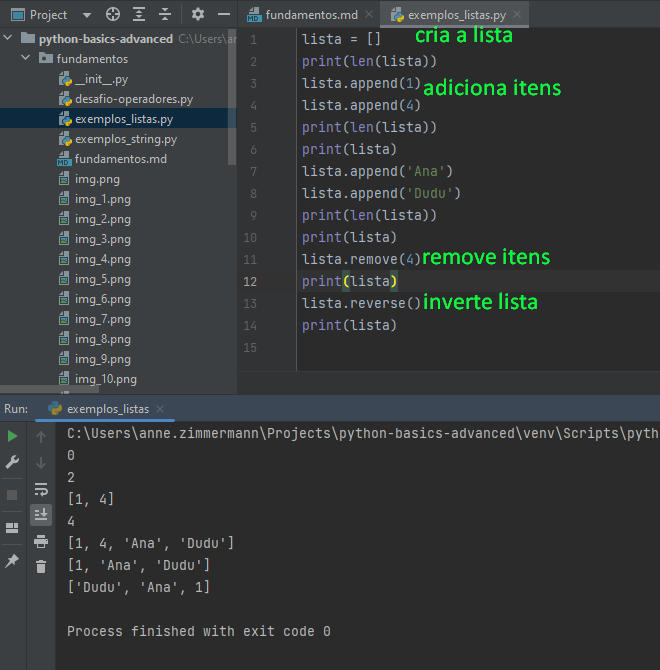 Project
fundamentos.md
exemplos_listas.py
python-basics-advanced C:\Users\ar
fundamentos
__init__.py
desafio-operadores.py
exemplos_listas.py
exemplos_string.py
fundamentos.md
img.png
img_1.png
img_2.png
img_3.png
img_4.png
img_5.png
img_6.png
img_7.png
img_8.png
img_9.png
img_10.png
1 lista = [] cria a lista
2 print(len(lista))
3 lista.append(1) adiciona itens
4 lista.append(4)
5 print(len(lista))
6 print(lista)
7 lista.append('Ana')
8 lista.append('Dudu')
9 print(len(lista))
10 print(lista)
11 lista.remove(4) remove itens
12 print(lista)
13 lista.reverse() inverte lista
14 print(lista)
15
Run: exemplos_listas
C:\Users\anne.zimmermann\Projects\python-basics-advanced\venv\Scripts\pyth
0
2
[1, 4]
4
[1, 4, 'Ana', 'Dudu']
[1, 'Ana', 'Dudu']
['Dudu', 'Ana', 1]
Process finished with exit code 0